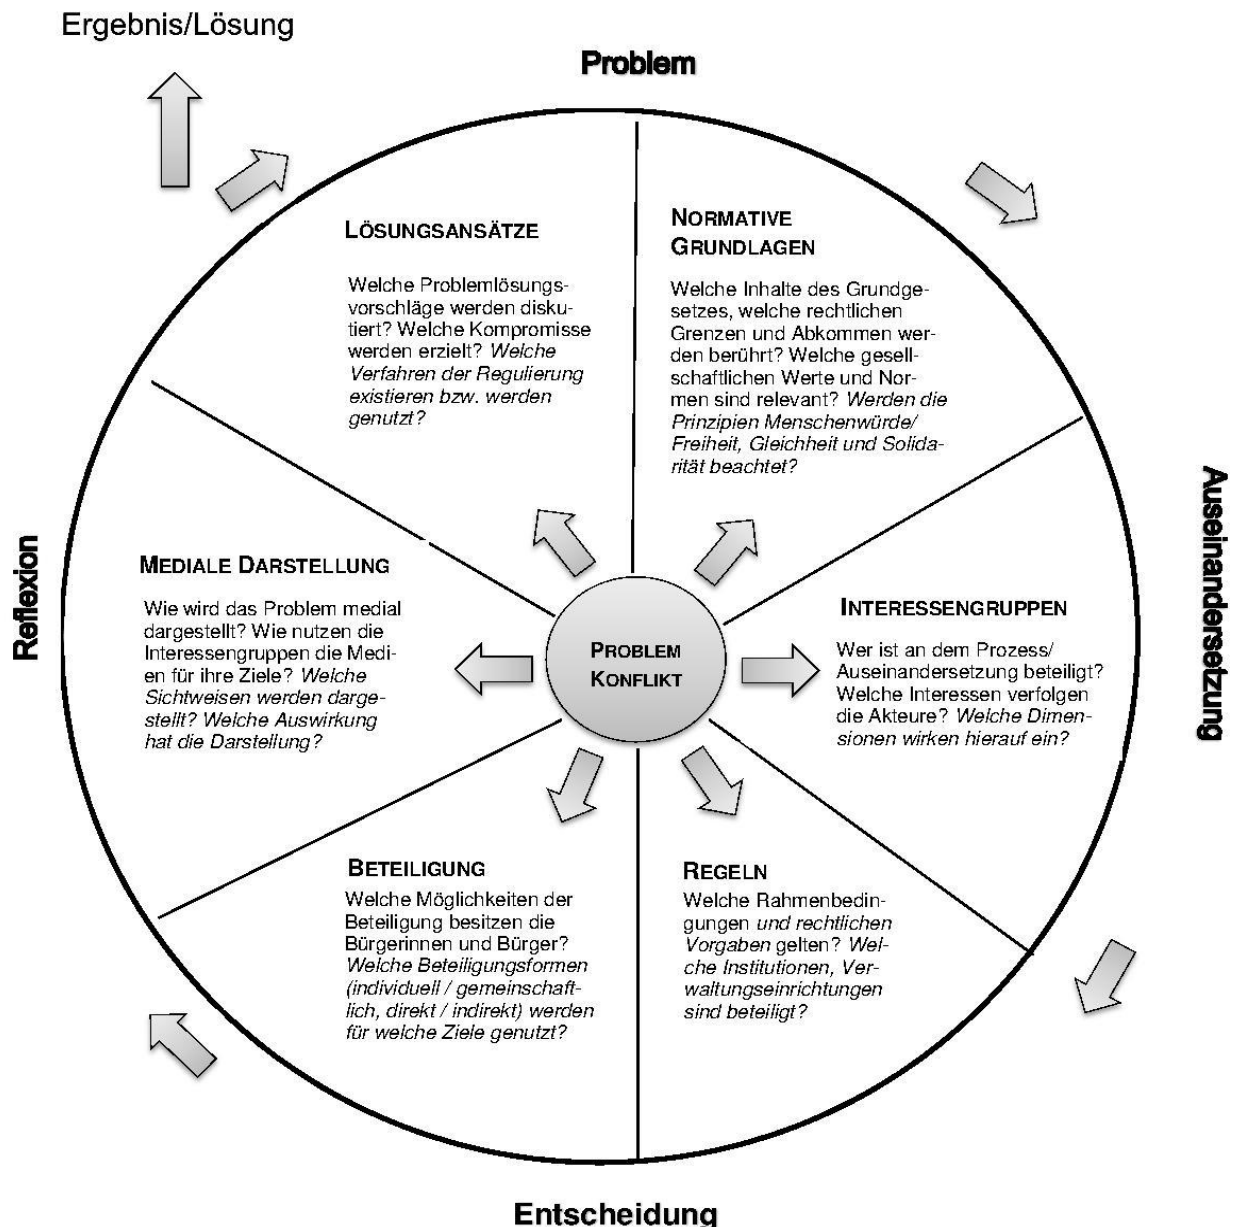 Ergebnis/Lösung
Problem
LÖSUNGSANSÄTZE
Welche Problemlösungs-
vorschläge werden disku-
tiert? Welche Kompromisse
werden erzielt? Welche
Verfahren der Regulierung
existieren bzw. werden
genutzt?
NORMATIVE
GRUNDLAGEN
Welche Inhalte des Grundge-
setzes, welche rechtlichen
Grenzen und Abkommen wer-
den berührt? Welche gesell-
schaftlichen Werte und Nor-
men sind relevant? Werden die
Prinzipien Menschenwürde/
Freiheit, Gleichheit und Solida-
rität beachtet?
Auseinandersetzung
Reflexion
MEDIALE DARSTELLUNG
Wie wird das Problem medial
dargestellt? Wie nutzen die
Interessengruppen die Medi-
en für ihre Ziele? Welche
Sichtweisen werden darge-
stellt? Welche Auswirkung
hat die Darstellung?
PROBLEM
KONFLIKT
INTERESSENGRUPPEN
Wer ist an dem Prozess/
Auseinandersetzung beteiligt?
Welche Interessen verfolgen
die Akteure? Welche Dimen-
sionen wirken hierauf ein?
BETEILIGUNG
Welche Möglichkeiten der
Beteiligung besitzen die
Bürgerinnen und Bürger?
Welche Beteiligungsformen
(individuell / gemeinschaft-
lich, direkt / indirekt) werden
für welche Ziele genutzt?
REGELN
Welche Rahmenbedin-
gungen und rechtlichen
Vorgaben gelten? Wel-
che Institutionen, Ver-
waltungseinrichtungen
sind beteiligt?
Entscheidung